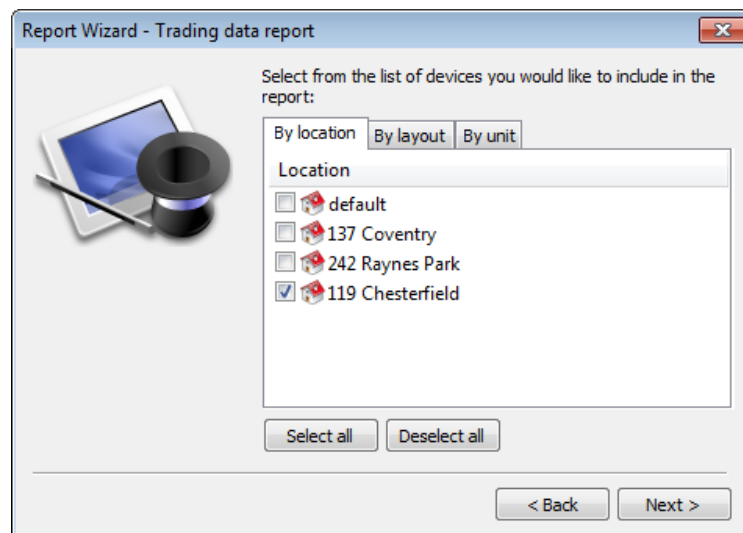 Report Wizard - Trading data report
Select from the list of devices you would like to include in the
report:
By location
By layout
By unit
Location
default
137 Coventry
242 Raynes Park
119 Chesterfield
Select all
Deselect all
< Back
Next >